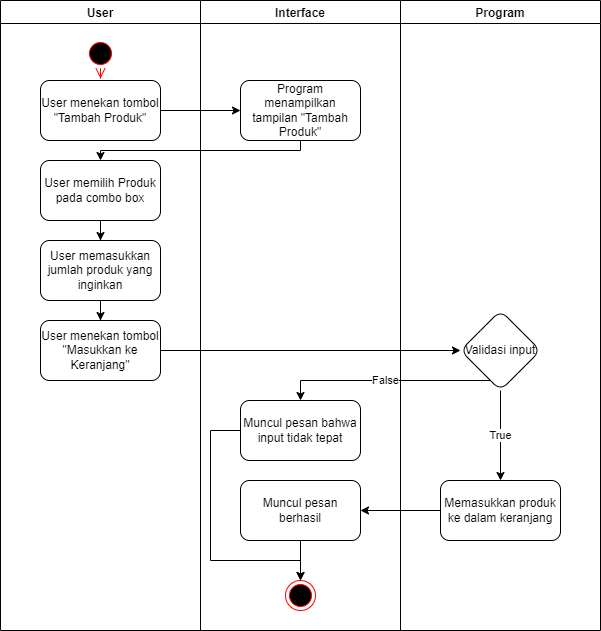 User
Interface
Program
User menekan tombol
"Tambah Produk"
Program
menampilkan
tampilan "Tambah
Produk"
User memilih Produk
pada combo box
User memasukkan
jumlah produk yang
inginkan
User menekan tombol
"Masukkan ke
Keranjang"
Validasi input
False
Muncul pesan bahwa
input tidak tepat
True
Muncul pesan
berhasil
Memasukkan produk
ke dalam keranjang